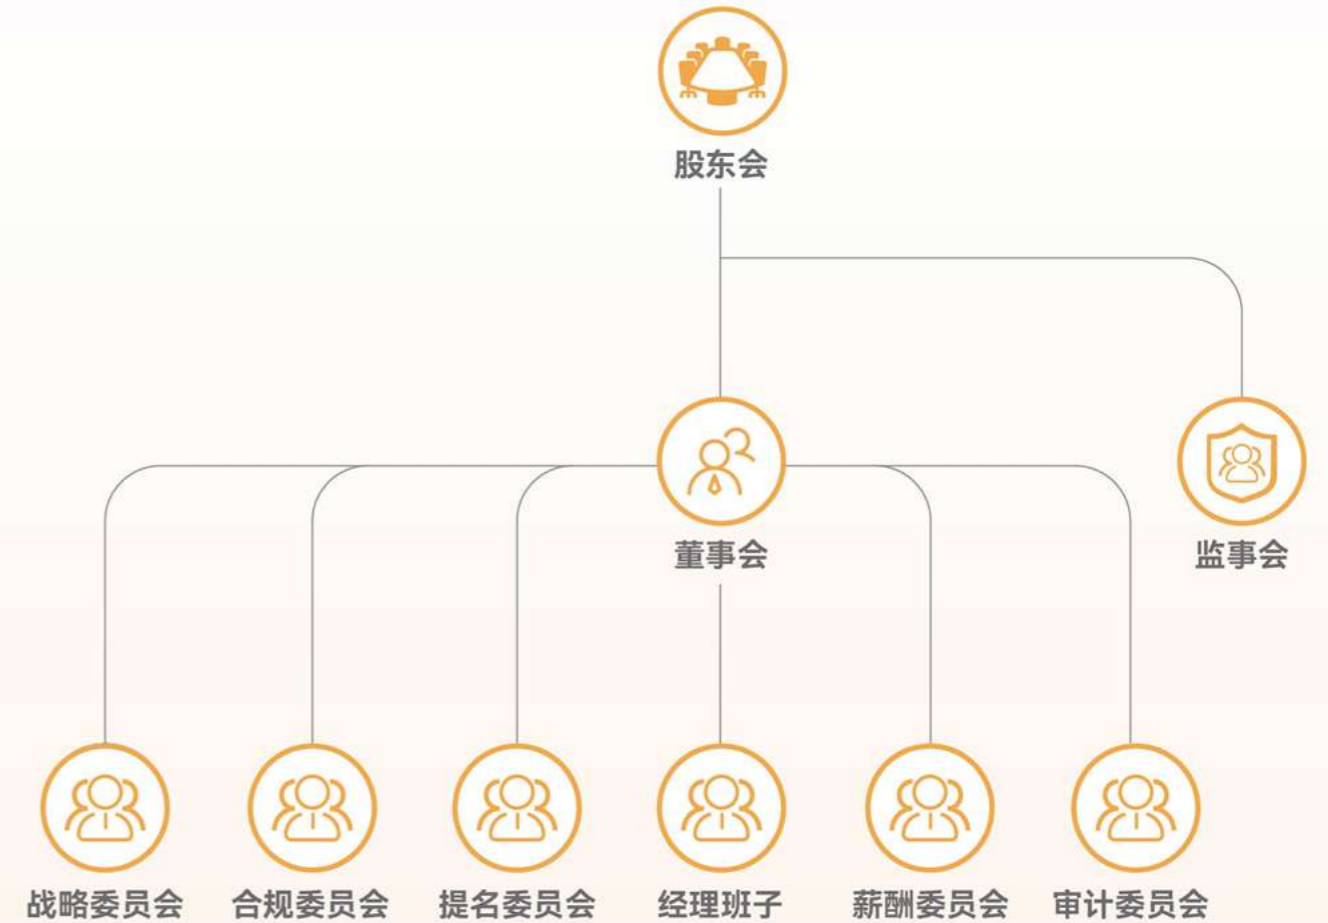 股东会
董事会
监事会
战略委员会
合规委员会
提名委员会
经理班子
薪酬委员会
审计委员会